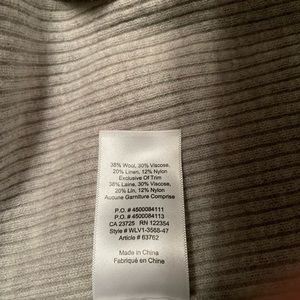 38% Wool, 30% Viscose,
20% Linen, 12% Nylon
Exclusive Of Trim
38% Laine, 30% Viscose,
20% Lin, 12% Nylon
Aucune Garniture Comprise
P.O. # 4500084111
P.O. # 4500084113
CA 23725 RN 122354
Style # WLV1-3568-47
Article # 63762
Made in China
Fabriqué en Chine